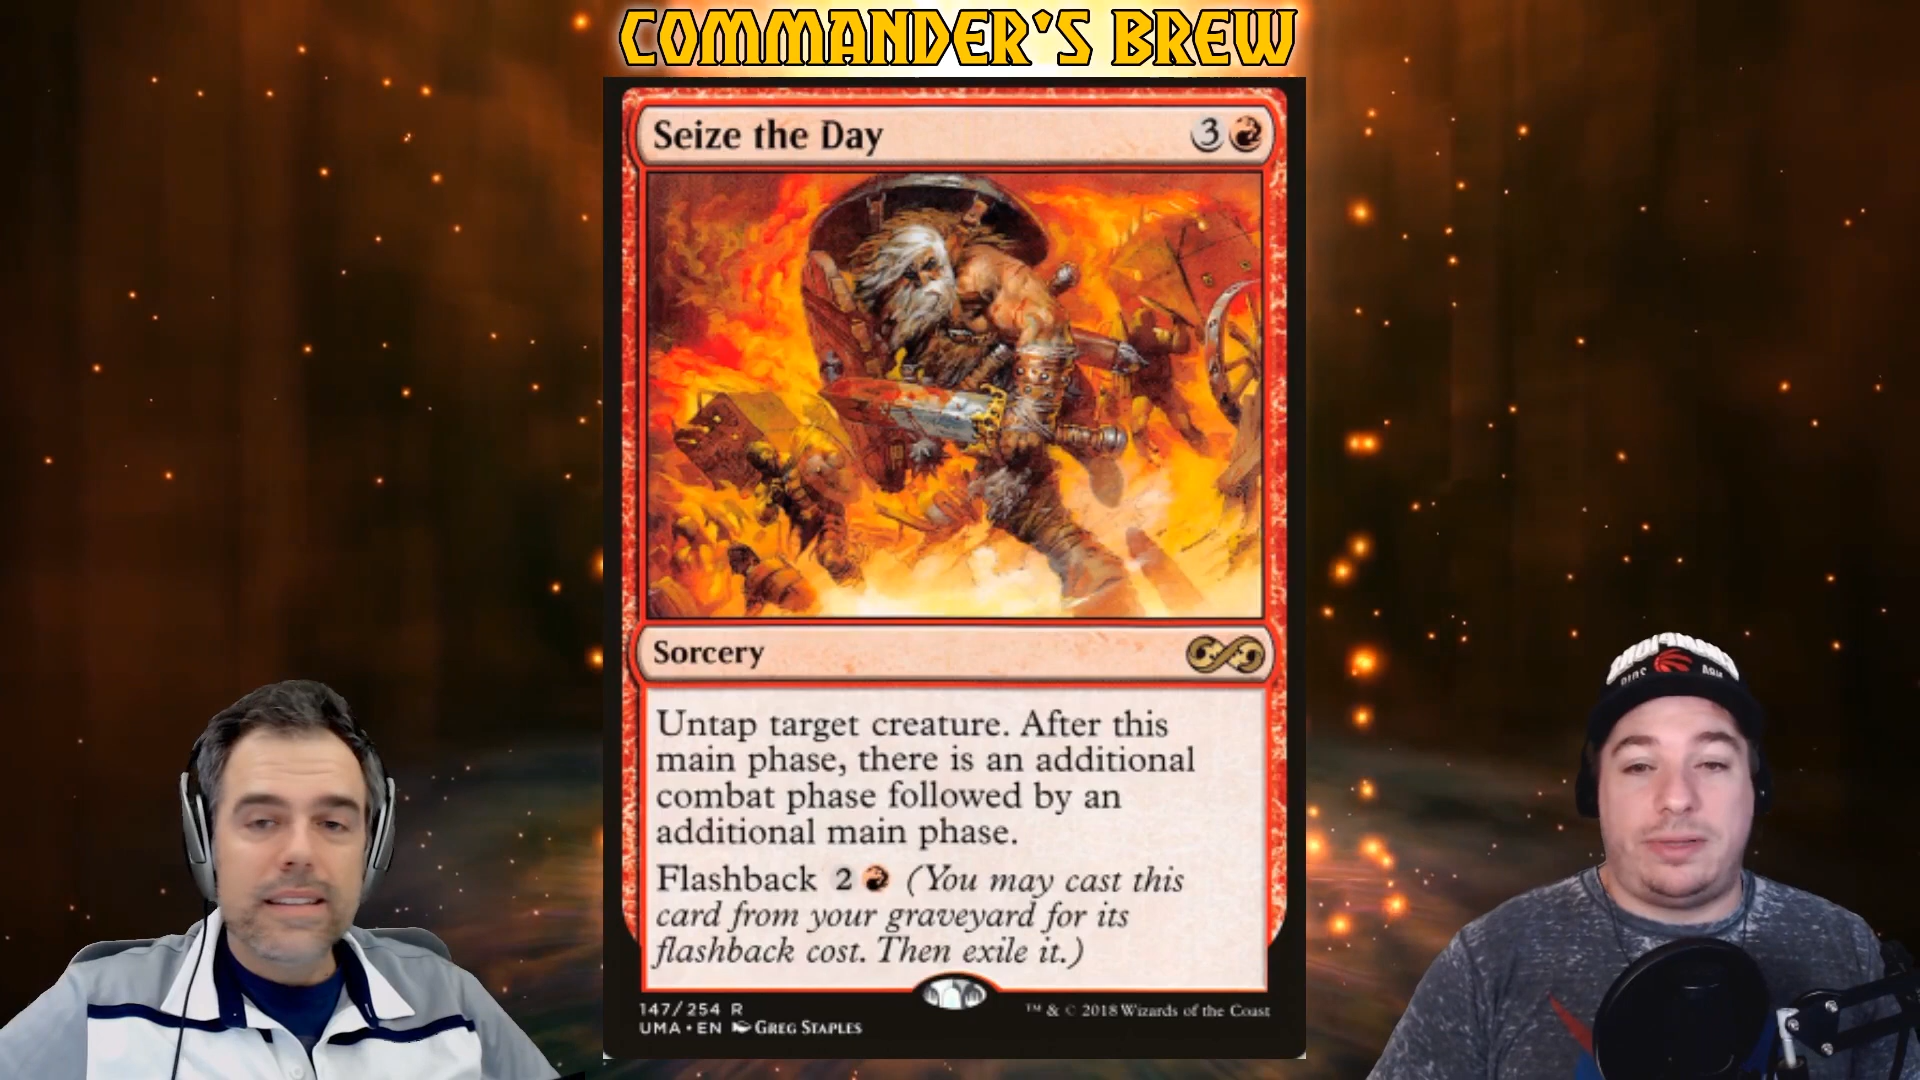 COMMANDER'S BREW
Seize the Day 3
Sorcery
Untap target creature. After this
main phase, there is an additional
combat phase followed by an
additional main phase.
Flashback 2 (You may cast this
card from your graveyard for its
flashback cost. Then exile it.)
147/254 R
UMA • EN Greg Staples
™ & © 2018 Wizards of the Coast